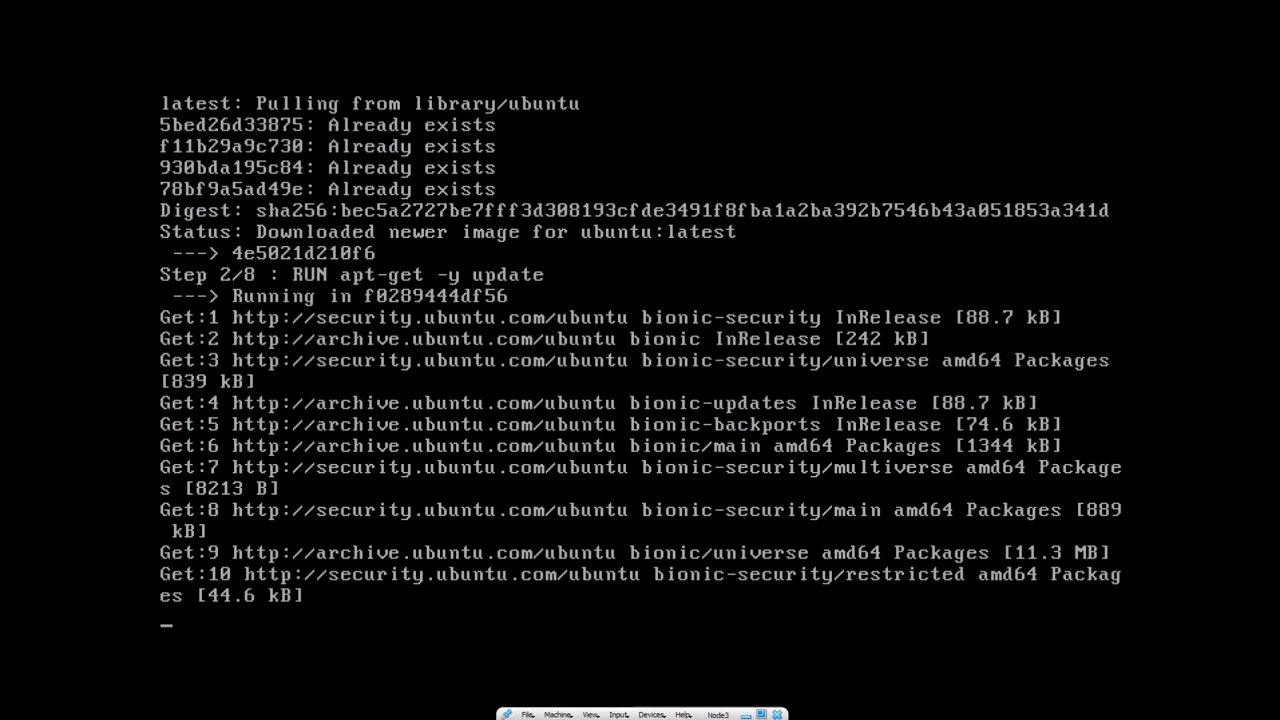 latest: Pulling from library/ubuntu
5bed26d33875: Already exists
f11b29a9c730: Already exists
930bda195c84: Already exists
78bf9a5ad49e: Already exists
Digest: sha256:bec5a2727be7fff3d308193cfde3491f8fba1a2ba392b7546b43a051853a341d
Status: Downloaded newer image for ubuntu:latest
 ---> 4e5021d210f6
Step 2/8 : RUN apt-get -y update
 ---> Running in f0289444df56
Get:1 http://security.ubuntu.com/ubuntu bionic-security InRelease [88.7 kB]
Get:2 http://archive.ubuntu.com/ubuntu bionic InRelease [242 kB]
Get:3 http://security.ubuntu.com/ubuntu bionic-security/universe amd64 Packages
[839 kB]
Get:4 http://archive.ubuntu.com/ubuntu bionic-updates InRelease [88.7 kB]
Get:5 http://archive.ubuntu.com/ubuntu bionic-backports InRelease [74.6 kB]
Get:6 http://archive.ubuntu.com/ubuntu bionic/main amd64 Packages [1344 kB]
Get:7 http://security.ubuntu.com/ubuntu bionic-security/multiverse amd64 Package
s [8213 B]
Get:8 http://security.ubuntu.com/ubuntu bionic-security/main amd64 Packages [889
 kB]
Get:9 http://archive.ubuntu.com/ubuntu bionic/universe amd64 Packages [11.3 MB]
Get:10 http://security.ubuntu.com/ubuntu bionic-security/restricted amd64 Packag
es [44.6 kB]
_
File Machine View Input Devices Help Node3